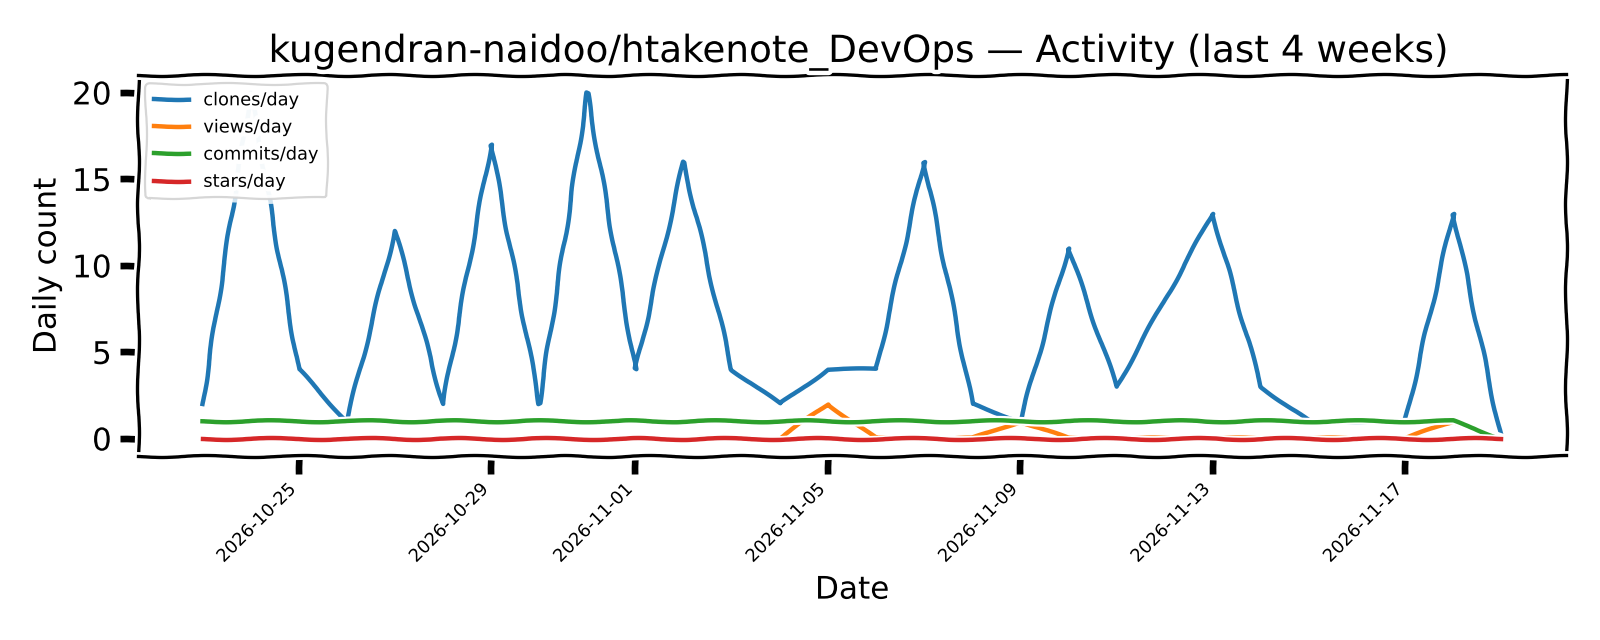 kugendran-naidoo/htakenote_DevOps — Activity (last 4 weeks)
clones/day
views/day
commits/day
stars/day
Daily count
20
15
10
5
0
2026-10-25
2026-10-29
2026-11-01
2026-11-05
2026-11-09
2026-11-13
2026-11-17
Date